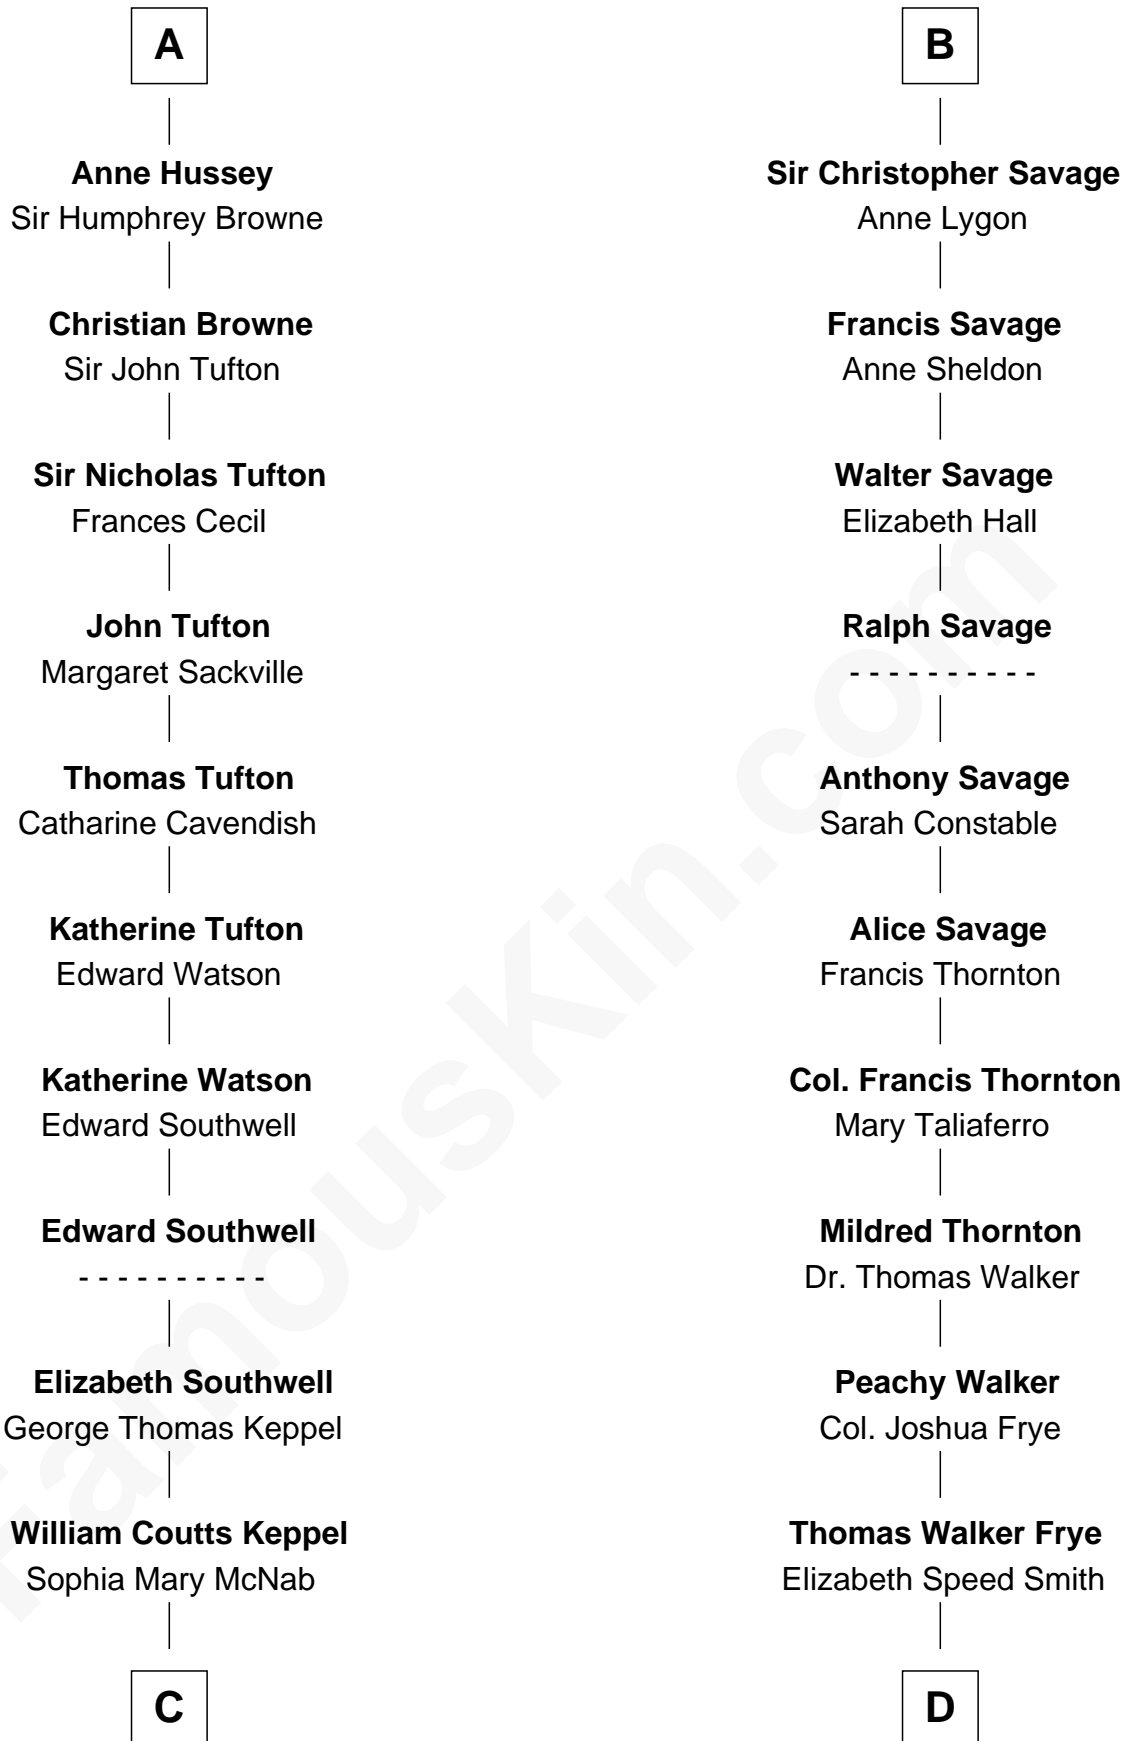 A
Anne Hussey
Sir Humphrey Browne
Christian Browne
Sir John Tufton
Sir Nicholas Tufton
Frances Cecil
John Tufton
Margaret Sackville
Thomas Tufton
Catharine Cavendish
Katherine Tufton
Edward Watson
Katherine Watson
Edward Southwell
Edward Southwell
- - - - - - - - - -
Elizabeth Southwell
George Thomas Keppel
William Coutts Keppel
Sophia Mary McNab
C
B
Sir Christopher Savage
Anne Lygon
Francis Savage
Anne Sheldon
Walter Savage
Elizabeth Hall
Ralph Savage
- - - - - - - - - -
Anthony Savage
Sarah Constable
Alice Savage
Francis Thornton
Col. Francis Thornton
Mary Taliaferro
Mildred Thornton
Dr. Thomas Walker
Peachy Walker
Col. Joshua Frye
Thomas Walker Frye
Elizabeth Speed Smith
D
FamousKin.com